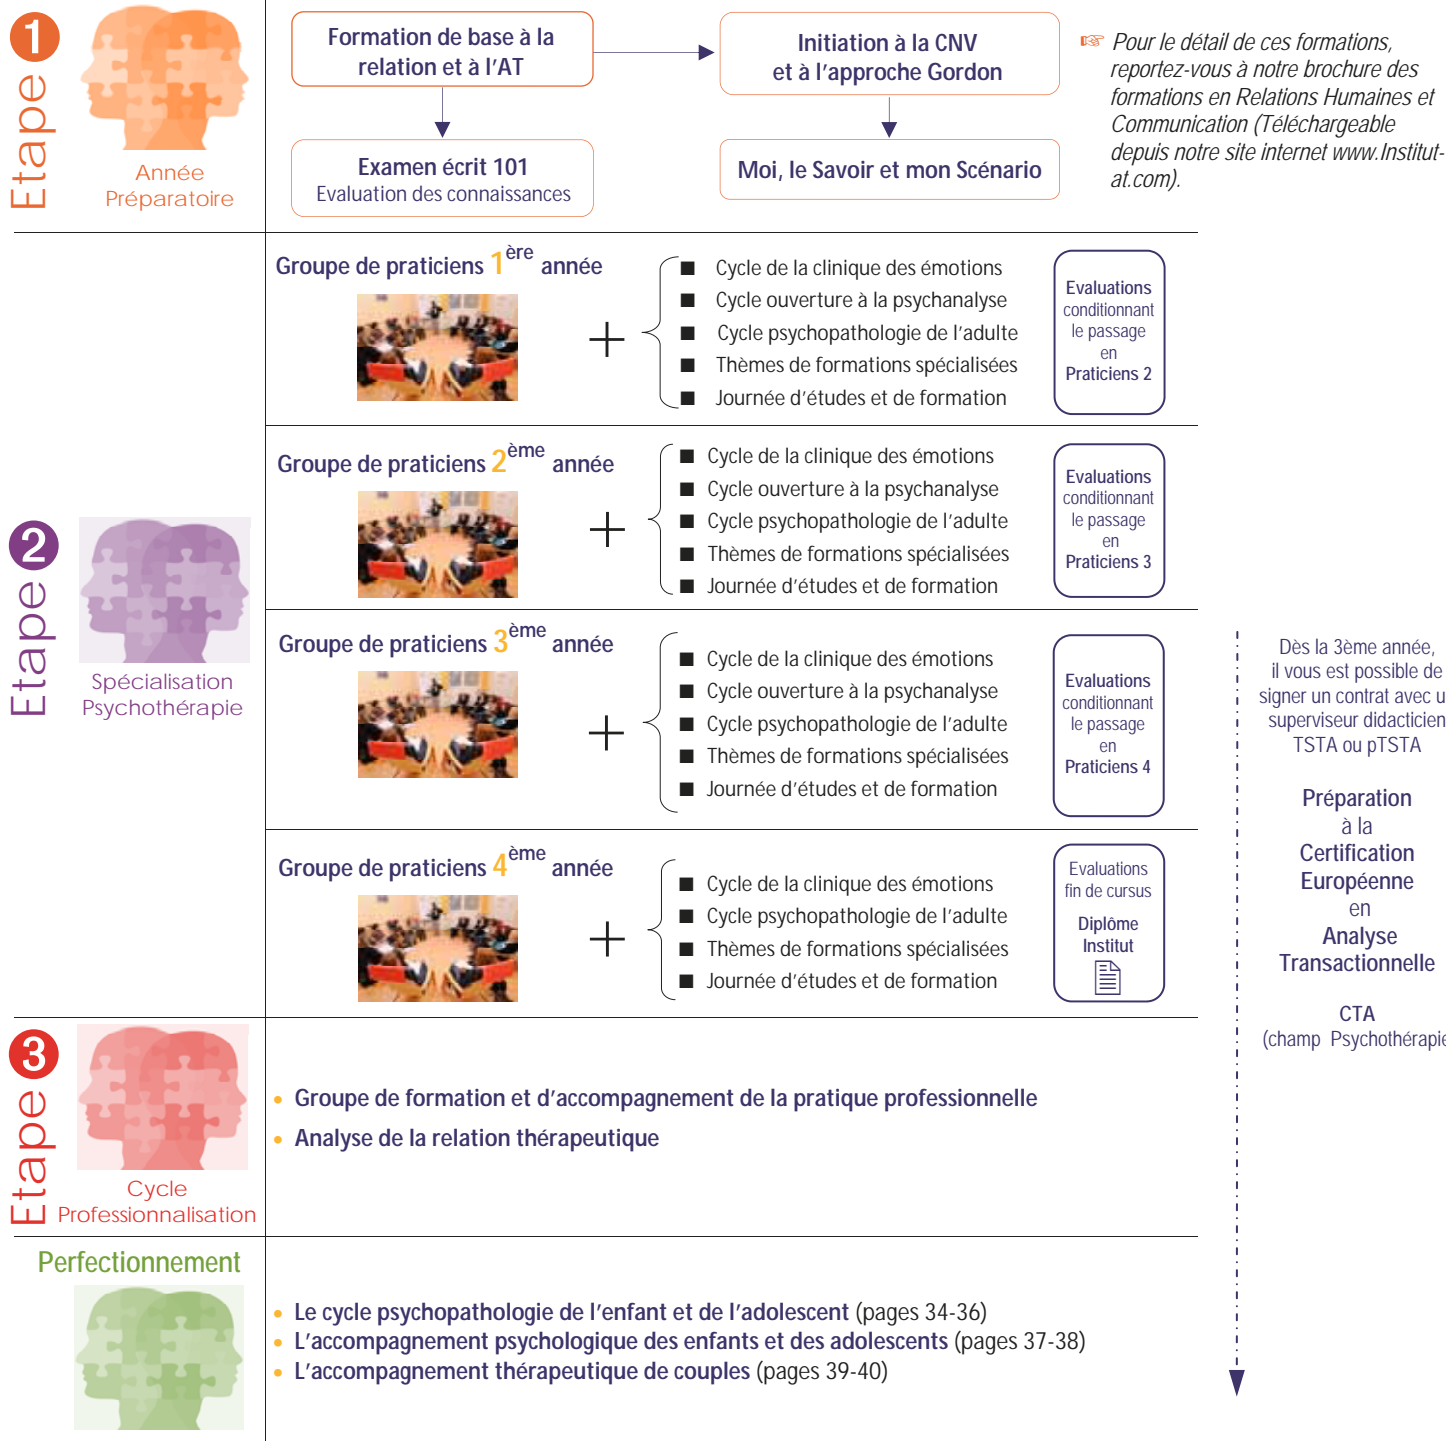 1
Etape
Année
Préparatoire
Formation de base à la
relation et à l'AT
Initiation à la CNV
et à l'approche Gordon
Examen écrit 101
Evaluation des connaissances
Moi, le Savoir et mon Scénario
☞ Pour le détail de ces formations,
reportez-vous à notre brochure des
formations en Relations Humaines et
Communication (Téléchargeable
depuis notre site internet www.Institut-
at.com).
2
Etape
Spécialisation
Psychothérapie
Groupe de praticiens 1ère année
+
■ Cycle de la clinique des émotions
■ Cycle ouverture à la psychanalyse
■ Cycle psychopathologie de l'adulte
■ Thèmes de formations spécialisées
■ Journée d'études et de formation
Evaluations
conditionnant
le passage
en
Praticiens 2
Groupe de praticiens 2ème année
+
■ Cycle de la clinique des émotions
■ Cycle ouverture à la psychanalyse
■ Cycle psychopathologie de l'adulte
■ Thèmes de formations spécialisées
■ Journée d'études et de formation
Evaluations
conditionnant
le passage
en
Praticiens 3
Groupe de praticiens 3ème année
+
■ Cycle de la clinique des émotions
■ Cycle ouverture à la psychanalyse
■ Cycle psychopathologie de l'adulte
■ Thèmes de formations spécialisées
■ Journée d'études et de formation
Evaluations
conditionnant
le passage
en
Praticiens 4
Groupe de praticiens 4ème année
+
■ Cycle de la clinique des émotions
■ Cycle psychopathologie de l'adulte
■ Thèmes de formations spécialisées
■ Journée d'études et de formation
Evaluations
fin de cursus
Diplôme
Institut
Dès la 3ème année,
il vous est possible de
signer un contrat avec u
superviseur didacticien
TSTA ou pTSTA
Préparation
à la
Certification
Européenne
en
Analyse
Transactionnelle
CTA
(champ Psychothérapie
3
Etape
Cycle
Professionnalisation
• Groupe de formation et d'accompagnement de la pratique professionnelle
• Analyse de la relation thérapeutique
Perfectionnement
• Le cycle psychopathologie de l'enfant et de l'adolescent (pages 34-36)
• L'accompagnement psychologique des enfants et des adolescents (pages 37-38)
• L'accompagnement thérapeutique de couples (pages 39-40)